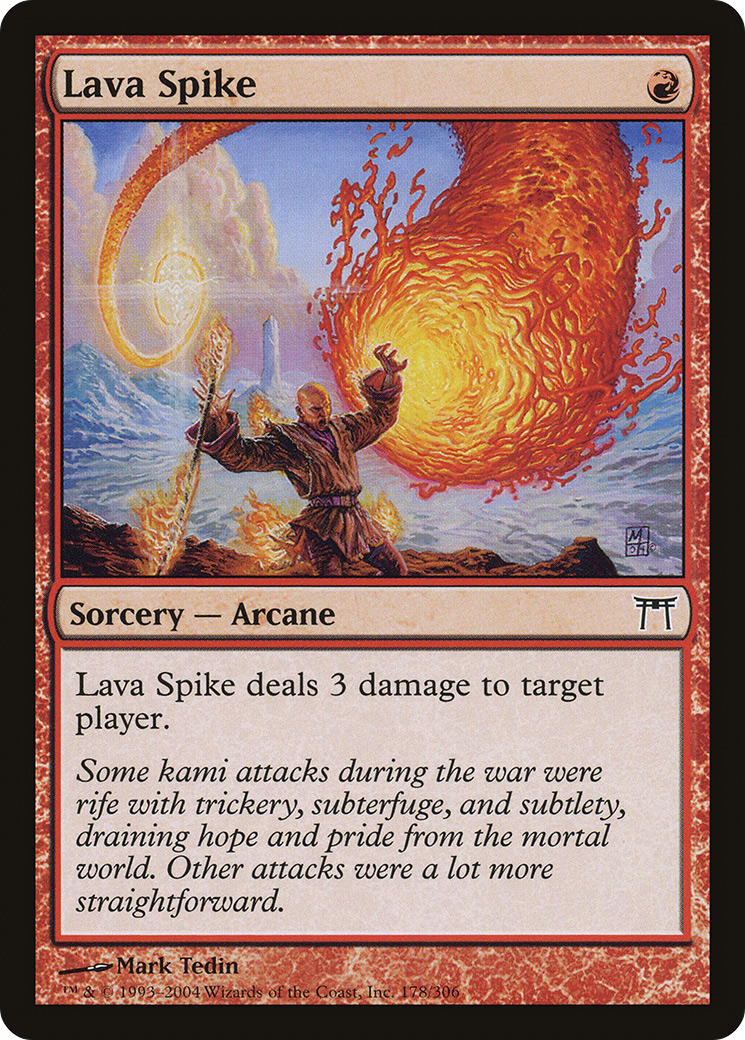 Lava Spike
Sorcery — Arcane
Lava Spike deals 3 damage to target
player.
Some kami attacks during the war were
rife with trickery, subterfuge, and subtlety,
draining hope and pride from the mortal
world. Other attacks were a lot more
straightforward.
Mark Tedin
™ & © 1993–2004 Wizards of the Coast, Inc. 178/306